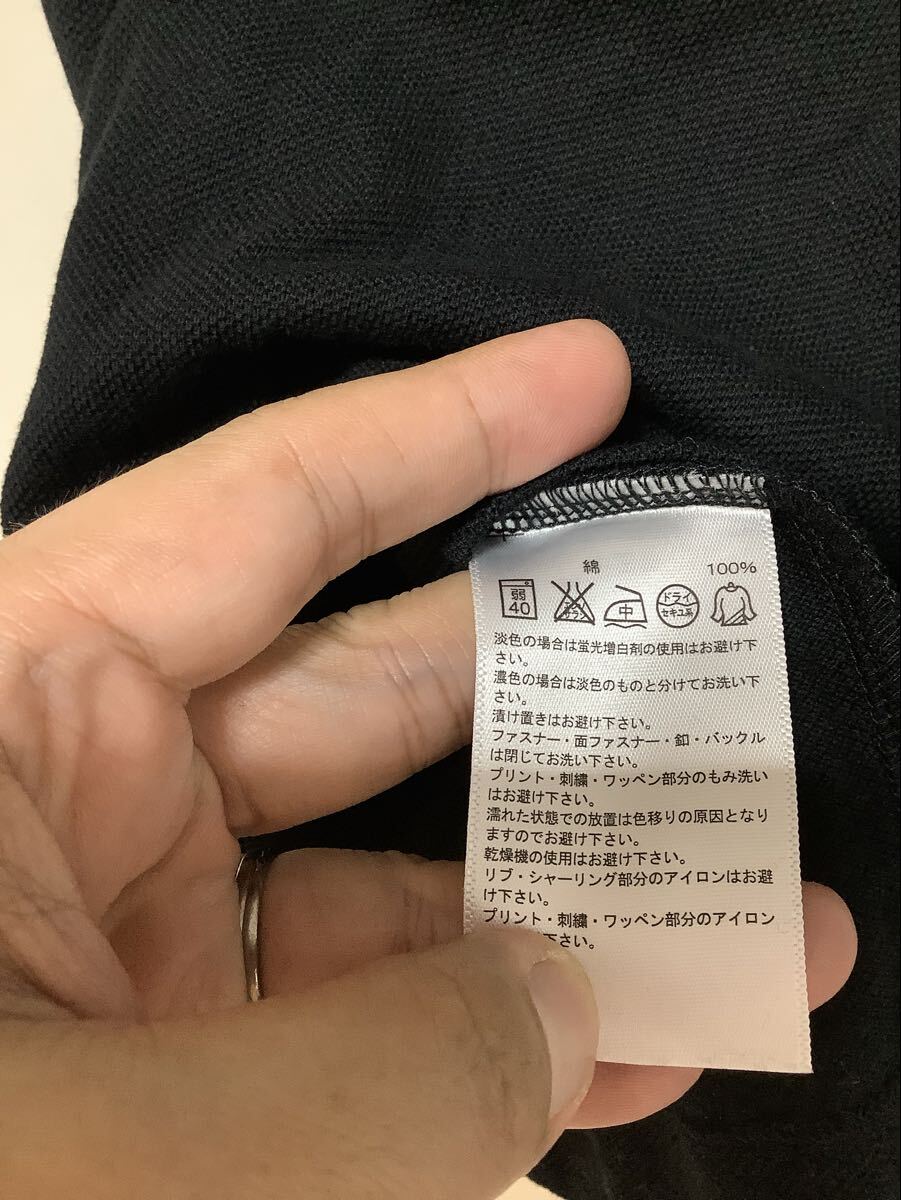 綿 100%
弱 40 エンソ サラシ 中 ドライ セキユ系
淡色の場合は蛍光増白剤の使用はお避け下
さい。
濃色の場合は淡色のものと分けてお洗い下
さい。
漬け置きはお避け下さい。
ファスナー・面ファスナー・釦・バックル
は閉じてお洗い下さい。
プリント・刺繍・ワッペン部分のもみ洗い
はお避け下さい。
濡れた状態での放置は色移りの原因となり
ますのでお避け下さい。
乾燥機の使用はお避け下さい。
リブ・シャーリング部分のアイロンはお避
け下さい。
プリント・刺繍・ワッペン部分のアイロン
下さい。